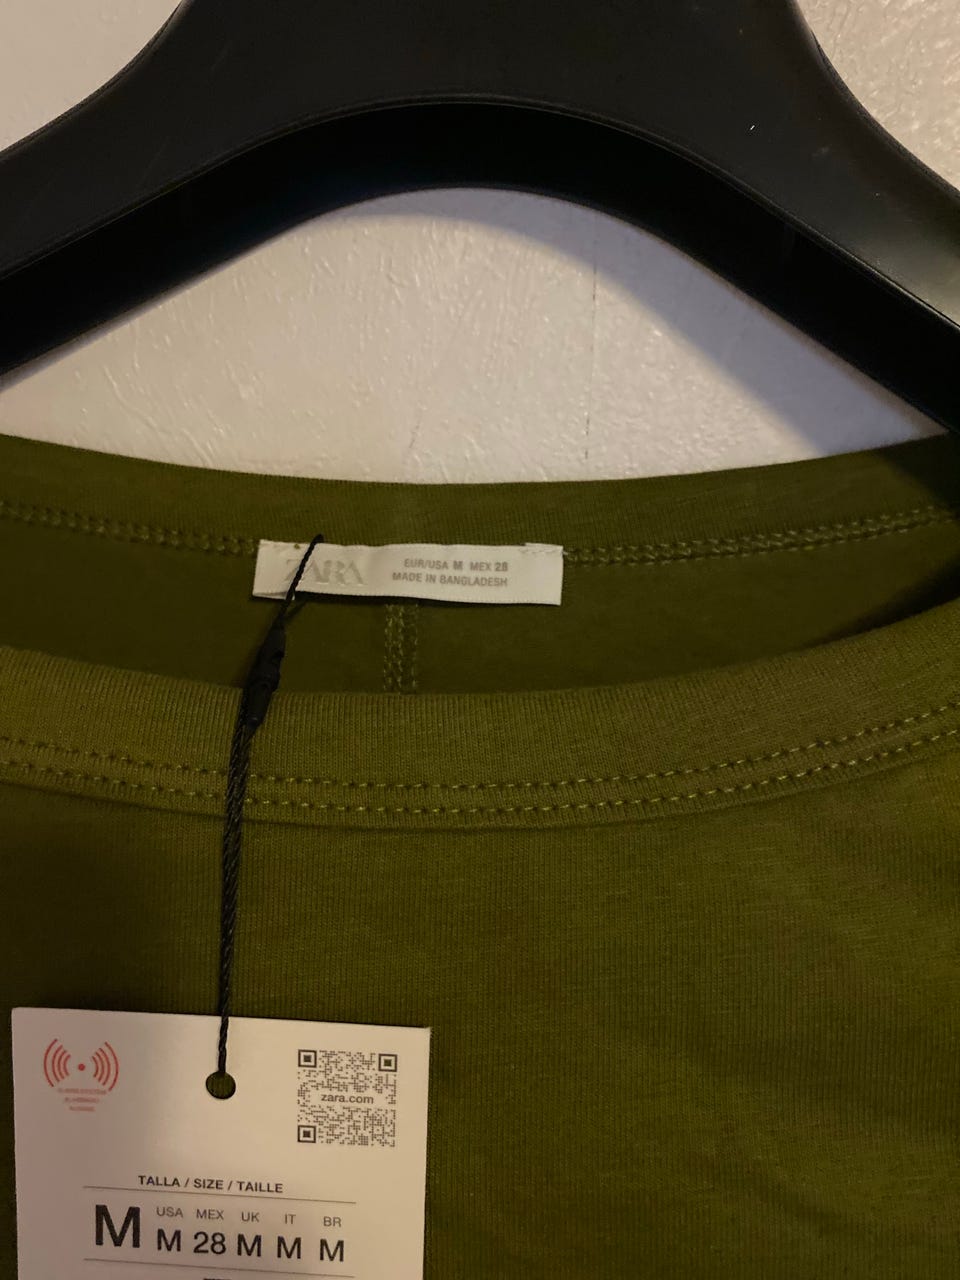 ZARA
EUR/USA M MEX 28
MADE IN BANGLADESH
zara.com
TALLA / SIZE / TAILLE
USA MEX UK IT BR
M M 28 M M M